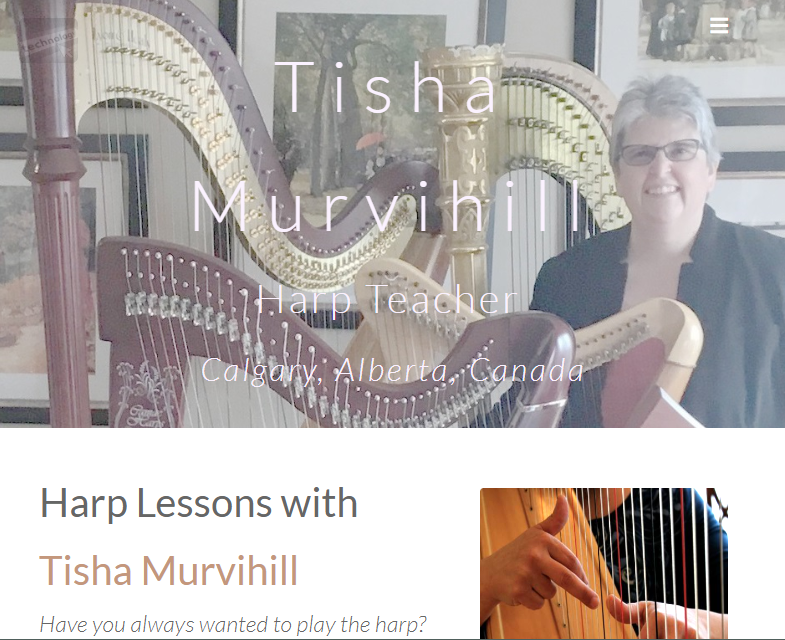 Tisha
Murvihill
Harp Teacher
Calgary, Alberta, Canada
Harp Lessons with
Tisha Murvihill
Have you always wanted to play the harp?